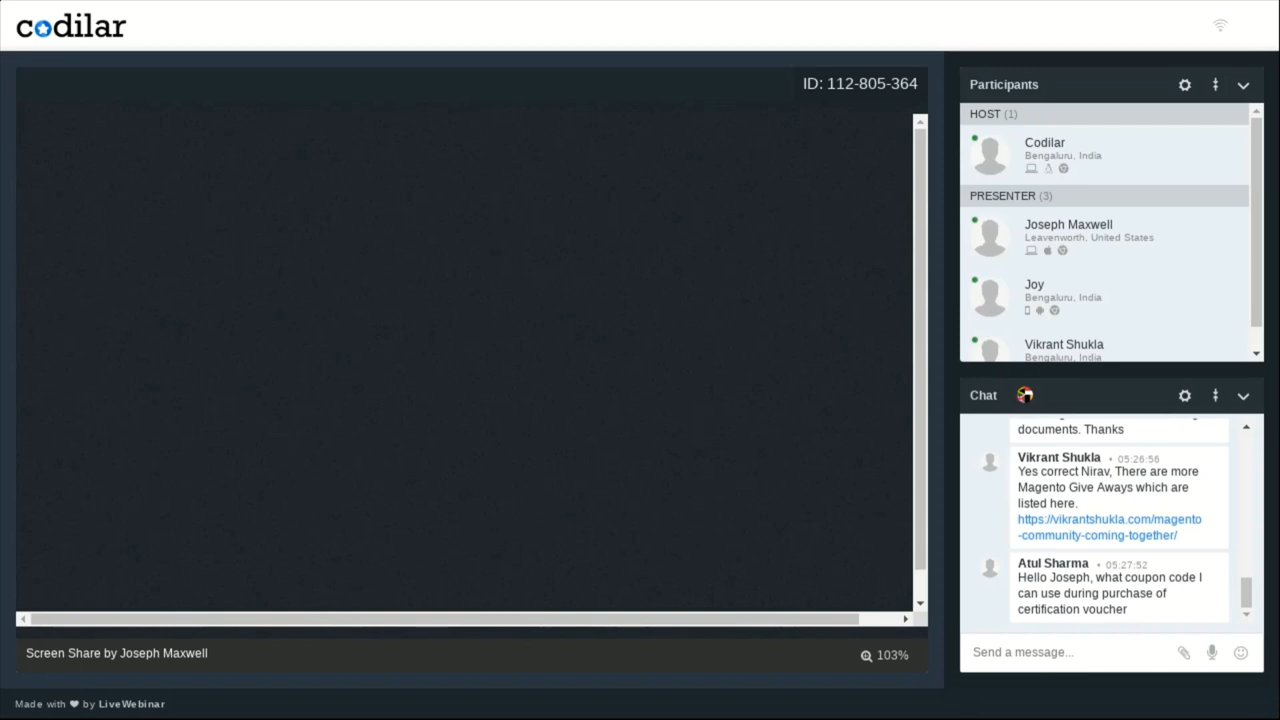 codilar
ID: 112-805-364
Screen Share by Joseph Maxwell
103%
Participants
HOST (1)
Codilar
Bengaluru, India
PRESENTER (3)
Joseph Maxwell
Leavenworth, United States
Joy
Bengaluru, India
Vikrant Shukla
Bengaluru, India
Chat
documents. Thanks
Vikrant Shukla • 05:26:56
Yes correct Nirav, There are more
Magento Give Aways which are
listed here.
https://vikrantshukla.com/magento
-community-coming-together/
Atul Sharma • 05:27:52
Hello Joseph, what coupon code I
can use during purchase of
certification voucher
Send a message...
Made with ❤ by LiveWebinar